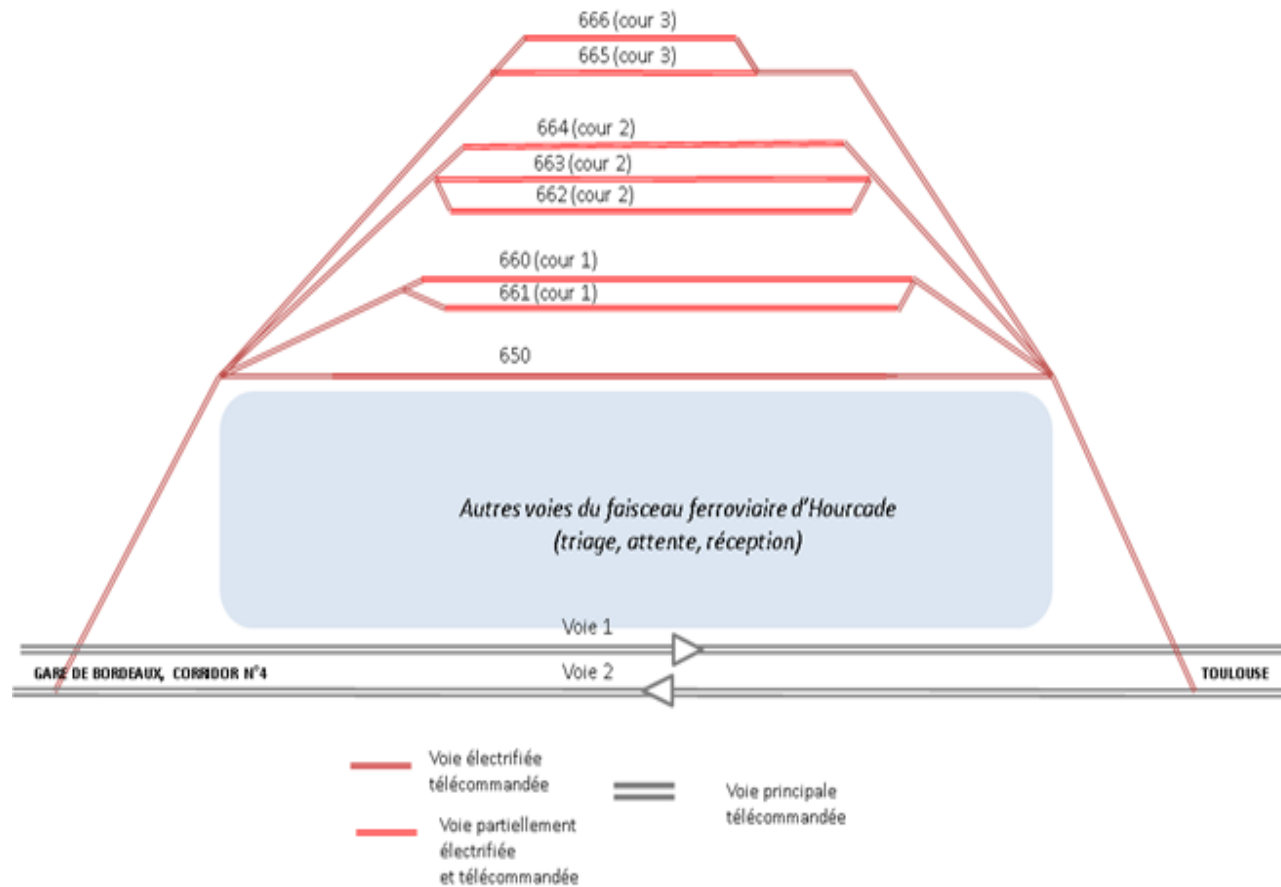 666 (cour 3)
665 (cour 3)
664 (cour 2)
663 (cour 2)
662 (cour 2)
660 (cour 1)
661 (cour 1)
650
Autres voies du faisceau ferroviaire d'Hourcade
(triage, attente, réception)
Voie 1
GARE DE BORDEAUX, CORRIDOR N°4
Voie 2
TOULOUSE
Voie électrifiée
télécommandée
Voie principale
télécommandée
Voie partiellement
électrifiée
et télécommandée